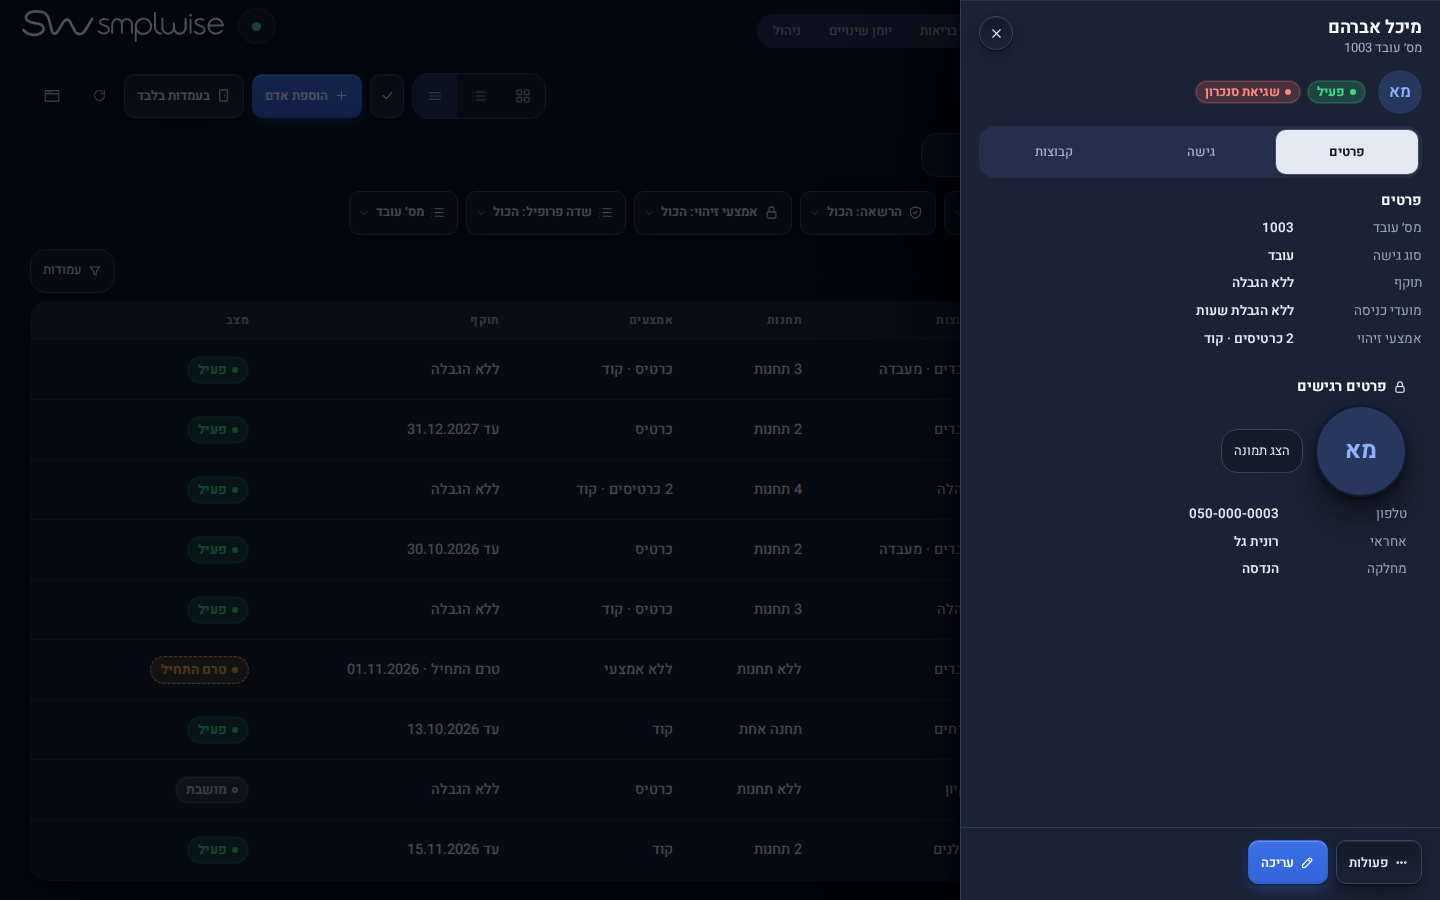 מיכל אברהם
מס' עובד 1003
מא
פעיל
שגיאת סנכרון
פרטים
גישה
קבוצות
פרטים
מס' עובד 1003
סוג גישה עובד
תוקף ללא הגבלה
מועדי כניסה ללא הגבלת שעות
אמצעי זיהוי 2 כרטיסים · קוד
פרטים רגישים
מא
הצג תמונה
טלפון 050-000-0003
אחראי רונית גל
מחלקה הנדסה
פעולות
עריכה
smplwise
בריאות
יומן שינויים
ניהול
הוספת אדם
בעמדות בלבד
הרשאה: הכול
אמצעי זיהוי: הכול
שדה פרופיל: הכול
מס' עובד
עמודות
תחנות אמצעים תוקף מצב
מעבדה 3 תחנות כרטיס · קוד ללא הגבלה פעיל
2 תחנות כרטיס עד 31.12.2027 פעיל
4 תחנות 2 כרטיסים · קוד ללא הגבלה פעיל
מעבדה 2 תחנות כרטיס עד 30.10.2026 פעיל
3 תחנות כרטיס · קוד ללא הגבלה פעיל
ללא תחנות ללא אמצעי טרם התחיל · 01.11.2026 טרם התחיל
תחנה אחת קוד עד 13.10.2026 פעיל
ללא תחנות כרטיס ללא הגבלה מושבת
2 תחנות קוד עד 15.11.2026 פעיל